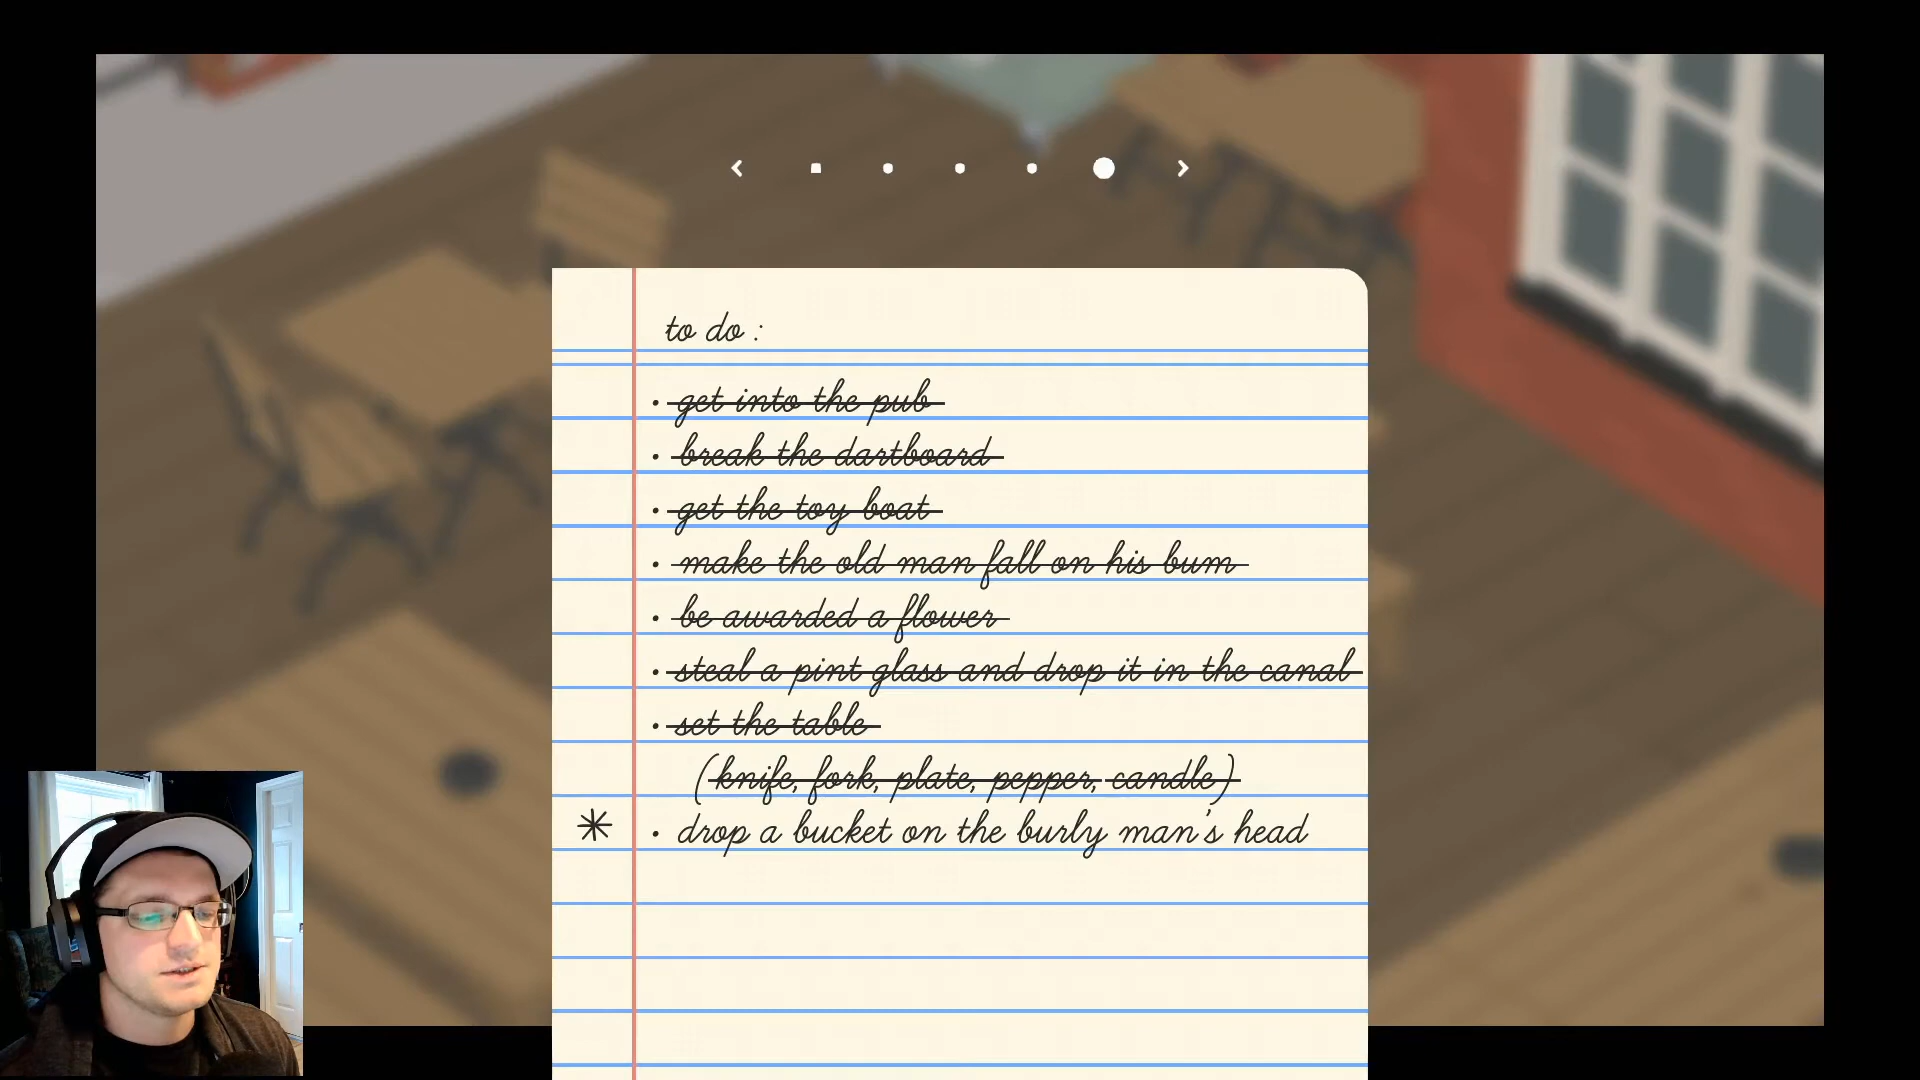 to do :
• get into the pub
• break the dartboard
• get the toy boat
• make the old man fall on his bum
• be awarded a flower
• steal a pint glass and drop it in the canal
• set the table
(knife, fork, plate, pepper, candle)
• drop a bucket on the burly man's head